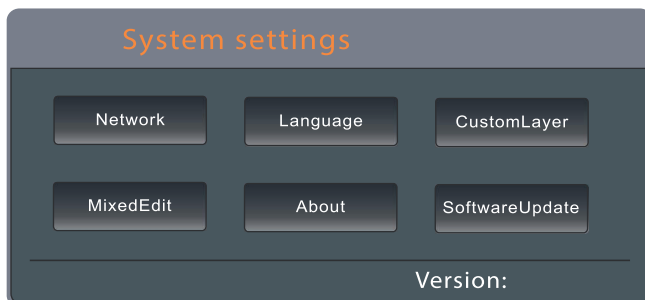 System settings
Network Language CustomLayer
MixedEdit About SoftwareUpdate
Version: